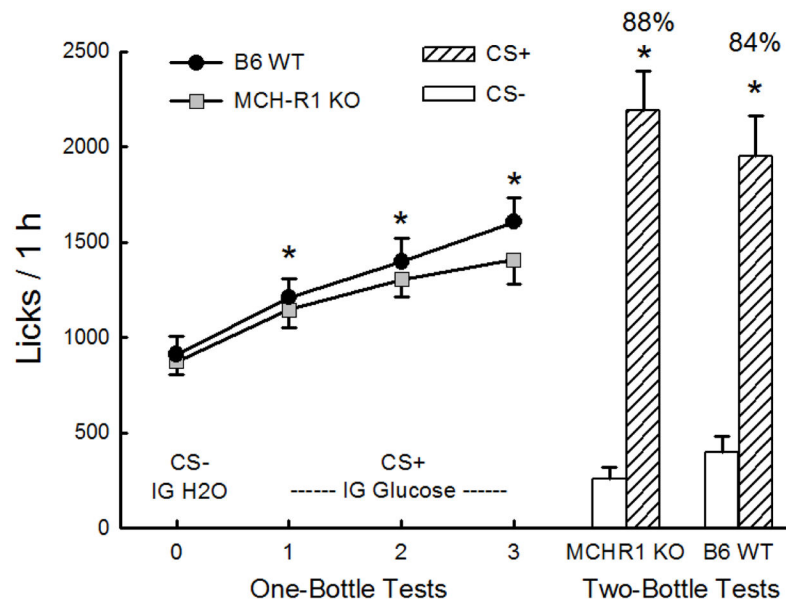 88%
84%
2500
2000
1500
1000
500
0
Licks / 1 h
B6 WT
MCH-R1 KO
CS+
CS-
*
*
*
*
*
CS-
IG H2O
CS+
------ IG Glucose ------
0
1
2
3
MCHR1 KO
B6 WT
One-Bottle Tests
Two-Bottle Tests